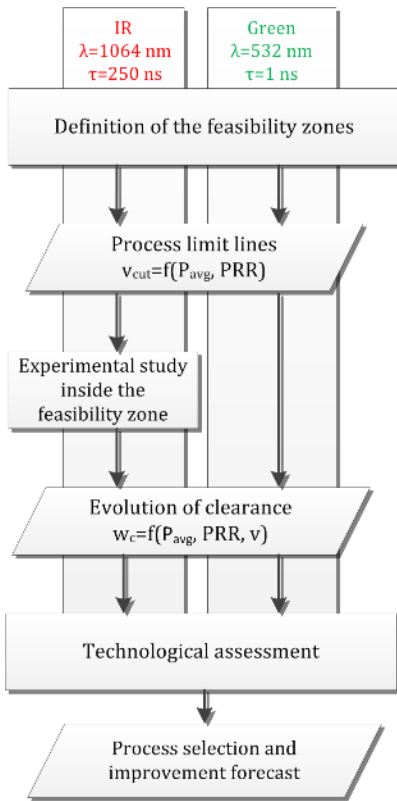 IR
λ=1064 nm
τ=250 ns
Green
λ=532 nm
τ=1 ns
Definition of the feasibility zones
Process limit lines
vcut=f(Pavg, PRR)
Experimental study
inside the
feasibility zone
Evolution of clearance
wc=f(Pavg, PRR, v)
Technological assessment
Process selection and
improvement forecast